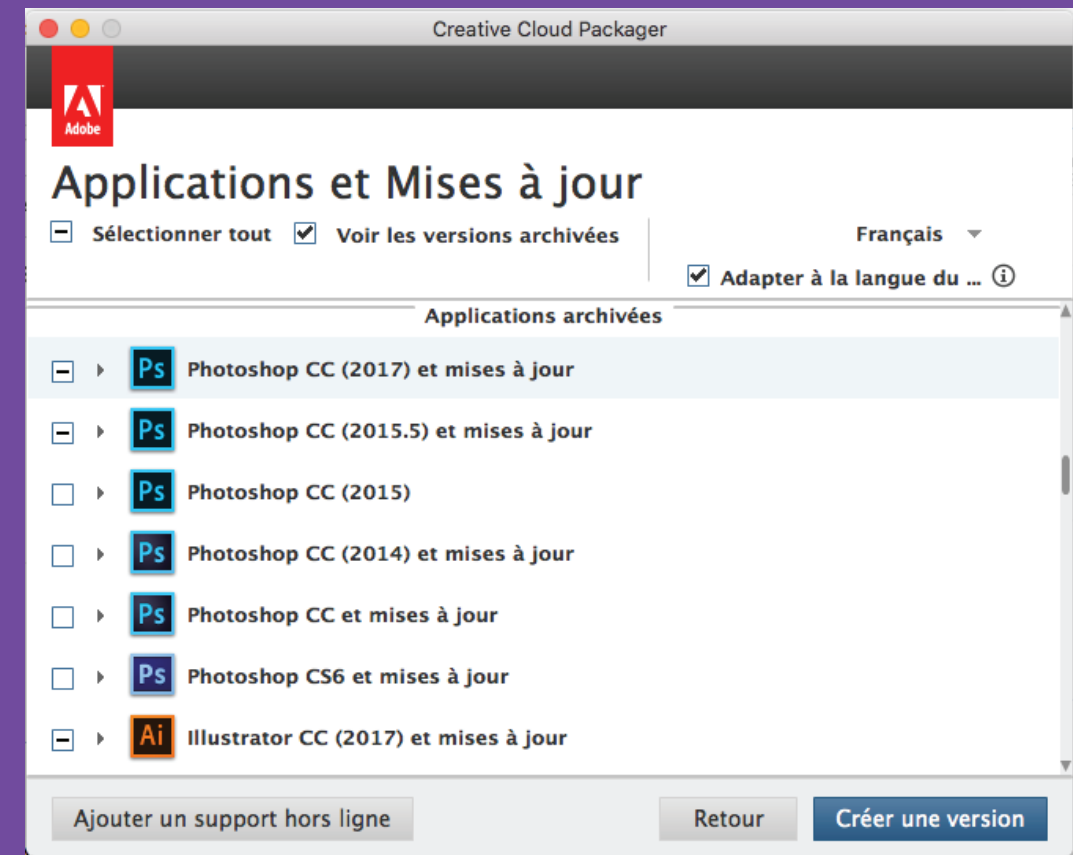 Creative Cloud Packager
Adobe
Applications et Mises à jour
Sélectionner tout Voir les versions archivées
Français
Adapter à la langue du ...
Applications archivées
Ps Photoshop CC (2017) et mises à jour
Ps Photoshop CC (2015.5) et mises à jour
Ps Photoshop CC (2015)
Ps Photoshop CC (2014) et mises à jour
Ps Photoshop CC et mises à jour
Ps Photoshop CS6 et mises à jour
Ai Illustrator CC (2017) et mises à jour
Ajouter un support hors ligne Retour Créer une version